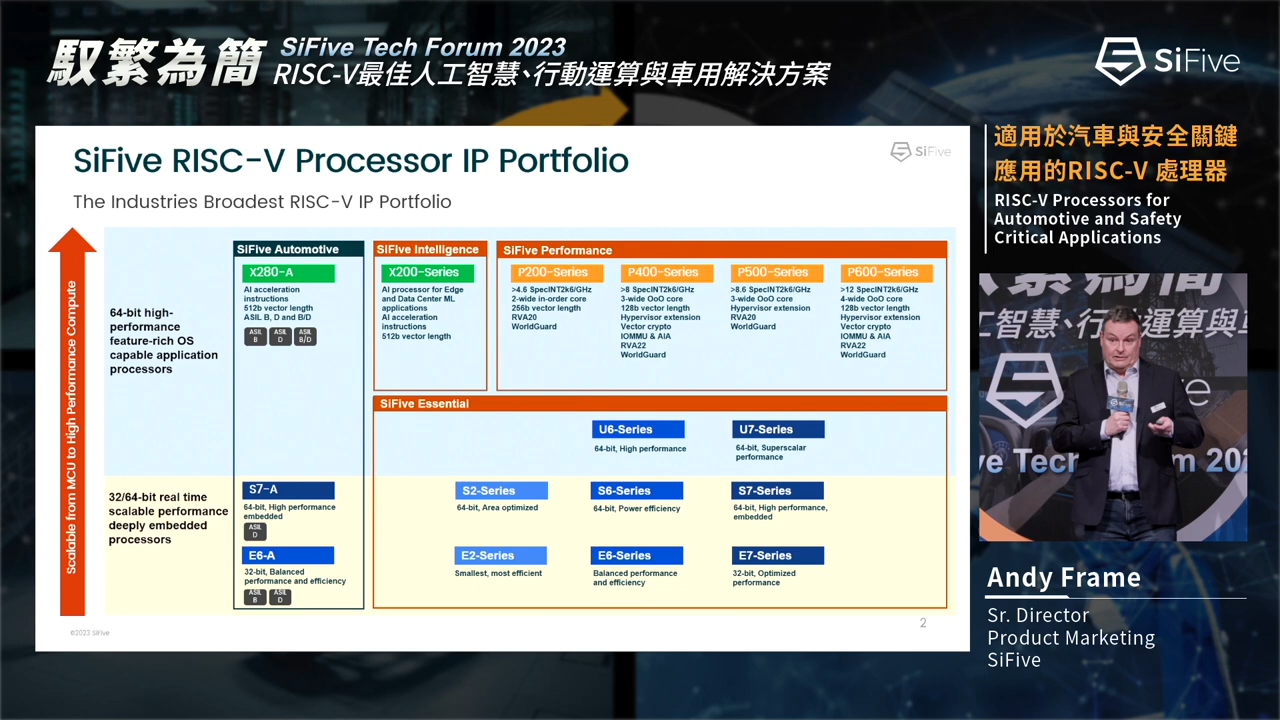 馭繁為簡
SiFive Tech Forum 2023
RISC-V最佳人工智慧、行動運算與車用解決方案
SiFive
SiFive RISC-V Processor IP Portfolio
SiFive
The Industries Broadest RISC-V IP Portfolio
Scalable from MCU to High Performance Compute
64-bit high-
performance
feature-rich OS
capable application
processors
32/64-bit real time
scalable performance
deeply embedded
processors
SiFive Automotive
X280-A
AI acceleration
instructions
512b vector length
ASIL B, D and B/D
ASIL B
ASIL D
ASIL B/D
S7-A
64-bit, High performance
embedded
ASIL D
E6-A
32-bit, Balanced
performance and efficiency
ASIL B
ASIL D
SiFive Intelligence
X200-Series
AI processor for Edge
and Data Center ML
applications
AI acceleration
instructions
512b vector length
SiFive Performance
P200-Series
>4.6 SpecINT2k6/GHz
2-wide in-order core
256b vector length
RVA20
WorldGuard
P400-Series
>8 SpecINT2k6/GHz
3-wide OoO core
128b vector length
Hypervisor extension
Vector crypto
IOMMU & AIA
RVA22
WorldGuard
P500-Series
>8.6 SpecINT2k6/GHz
3-wide OoO core
Hypervisor extension
RVA20
WorldGuard
P600-Series
>12 SpecINT2k6/GHz
4-wide OoO core
128b vector length
Hypervisor extension
Vector crypto
IOMMU & AIA
RVA22
WorldGuard
SiFive Essential
U6-Series
64-bit, High performance
U7-Series
64-bit, Superscalar
performance
S2-Series
64-bit, Area optimized
S6-Series
64-bit, Power efficiency
S7-Series
64-bit, High performance,
embedded
E2-Series
Smallest, most efficient
E6-Series
Balanced performance
and efficiency
E7-Series
32-bit, Optimized
performance
©2023 SiFive
2
適用於汽車與安全關鍵
應用的RISC-V 處理器
RISC-V Processors for
Automotive and Safety
Critical Applications
工智慧、行動運算與
Andy Frame
Sr. Director
Product Marketing
SiFive